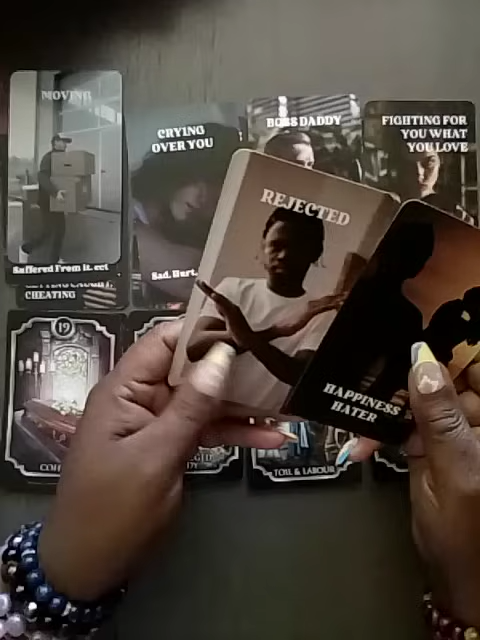 MOVING
CRYING
OVER YOU
BOSS DADDY
FIGHTING FOR
YOU WHAT
YOU LOVE
REJECTED
Suffered From it. ect
CHEATING
Sad. Hurt.
19
HAPPINESS
HATER
TOIL & LABOUR